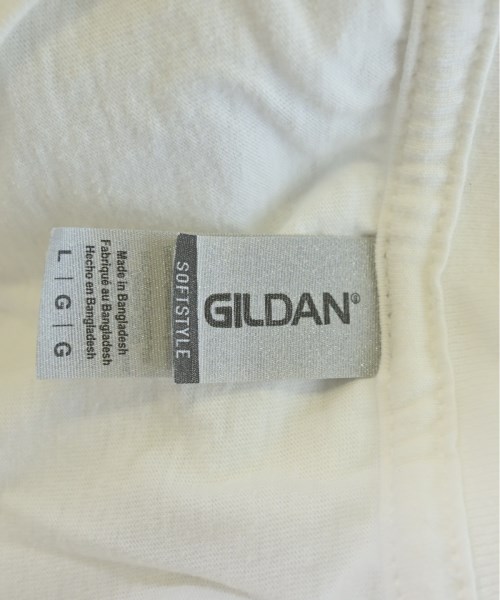 GILDAN®
SOFTSTYLE
Made in Bangladesh
Fabriqué au Bangladesh
Hecho en Bangladesh
L | G | G